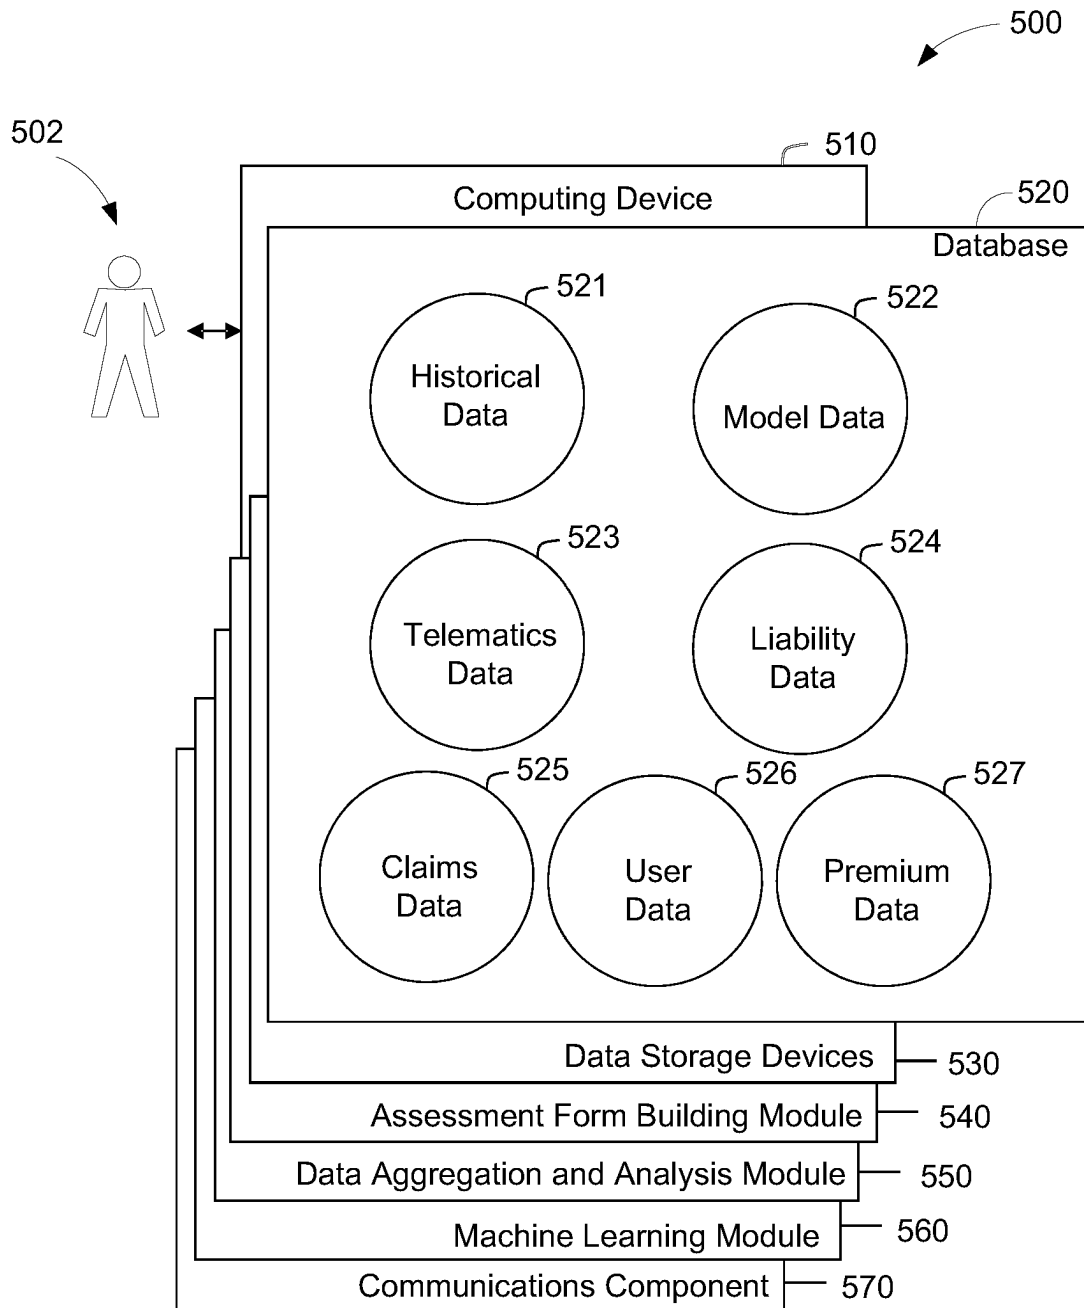 500
502
510
Computing Device
520
Database
521
522
Historical
Data
Model Data
523
524
Telematics
Data
Liability
Data
525
526
527
Claims
Data
User
Data
Premium
Data
Data Storage Devices
530
Assessment Form Building Module
540
Data Aggregation and Analysis Module
550
Machine Learning Module
560
Communications Component
570